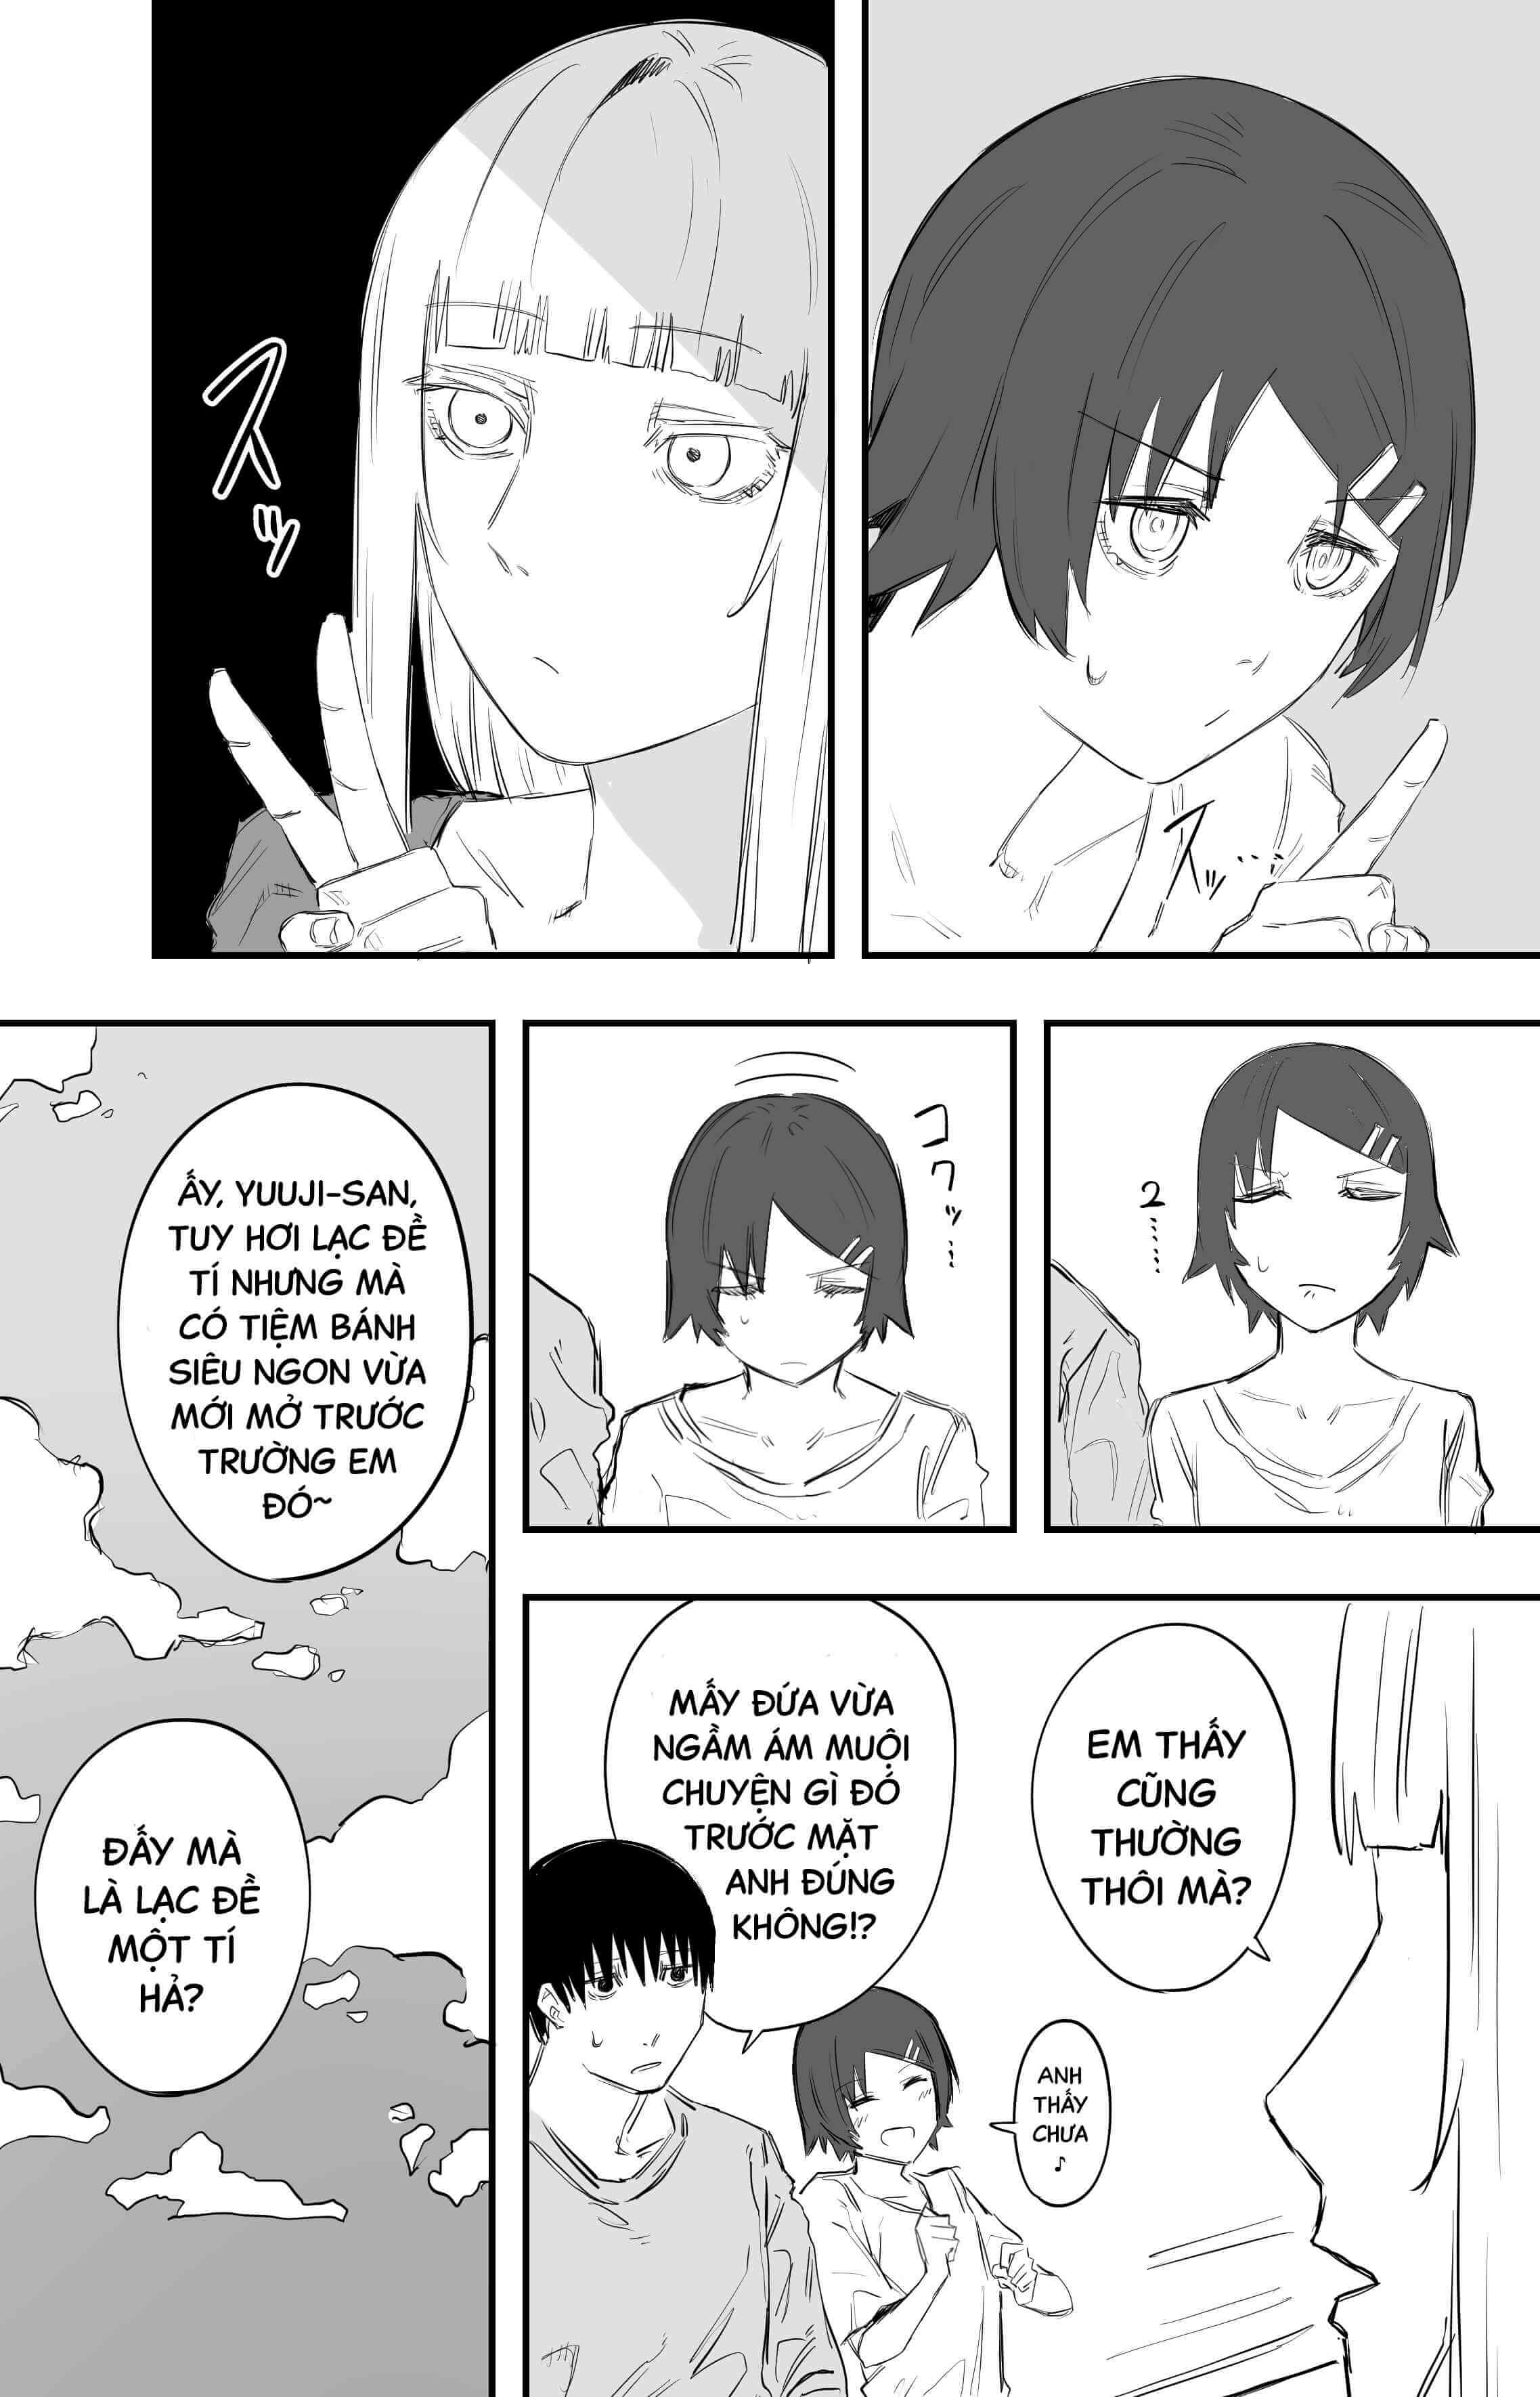 スッ…
スッ
2……
コクッ…
EM THẤY
CŨNG
THƯỜNG
THÔI MÀ?
MẤY ĐỨA VỪA
NGẦM ÁM MUỘI
CHUYỆN GÌ ĐÓ
TRƯỚC MẶT
ANH ĐÚNG
KHÔNG!?
ANH
THẤY
CHƯA
♪
ẤY, YUUJI-SAN,
TUY HƠI LẠC ĐỀ
TÍ NHƯNG MÀ
CÓ TIỆM BÁNH
SIÊU NGON VỪA
MỚI MỞ TRƯỚC
TRƯỜNG EM
ĐÓ~
ĐẤY MÀ
LÀ LẠC ĐỀ
MỘT TÍ
HẢ?